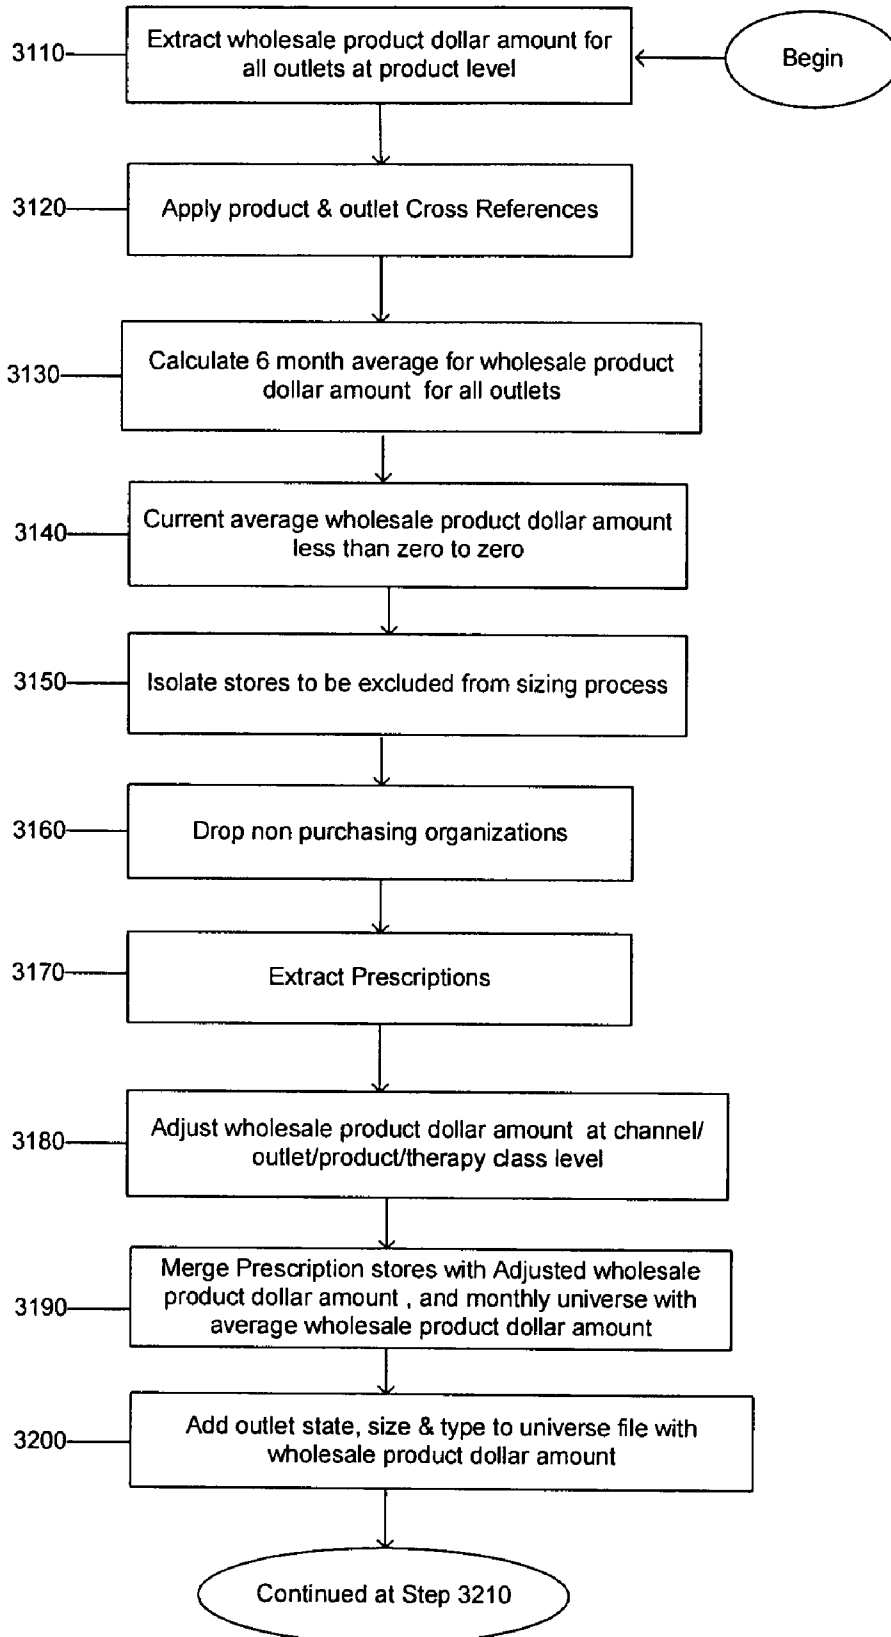 3110
Extract wholesale product dollar amount for
all outlets at product level
Begin
3120
Apply product & outlet Cross References
3130
Calculate 6 month average for wholesale product
dollar amount for all outlets
3140
Current average wholesale product dollar amount
less than zero to zero
3150
Isolate stores to be excluded from sizing process
3160
Drop non purchasing organizations
3170
Extract Prescriptions
3180
Adjust wholesale product dollar amount at channel/
outlet/product/therapy class level
3190
Merge Prescription stores with Adjusted wholesale
product dollar amount , and monthly universe with
average wholesale product dollar amount
3200
Add outlet state, size & type to universe file with
wholesale product dollar amount
Continued at Step 3210